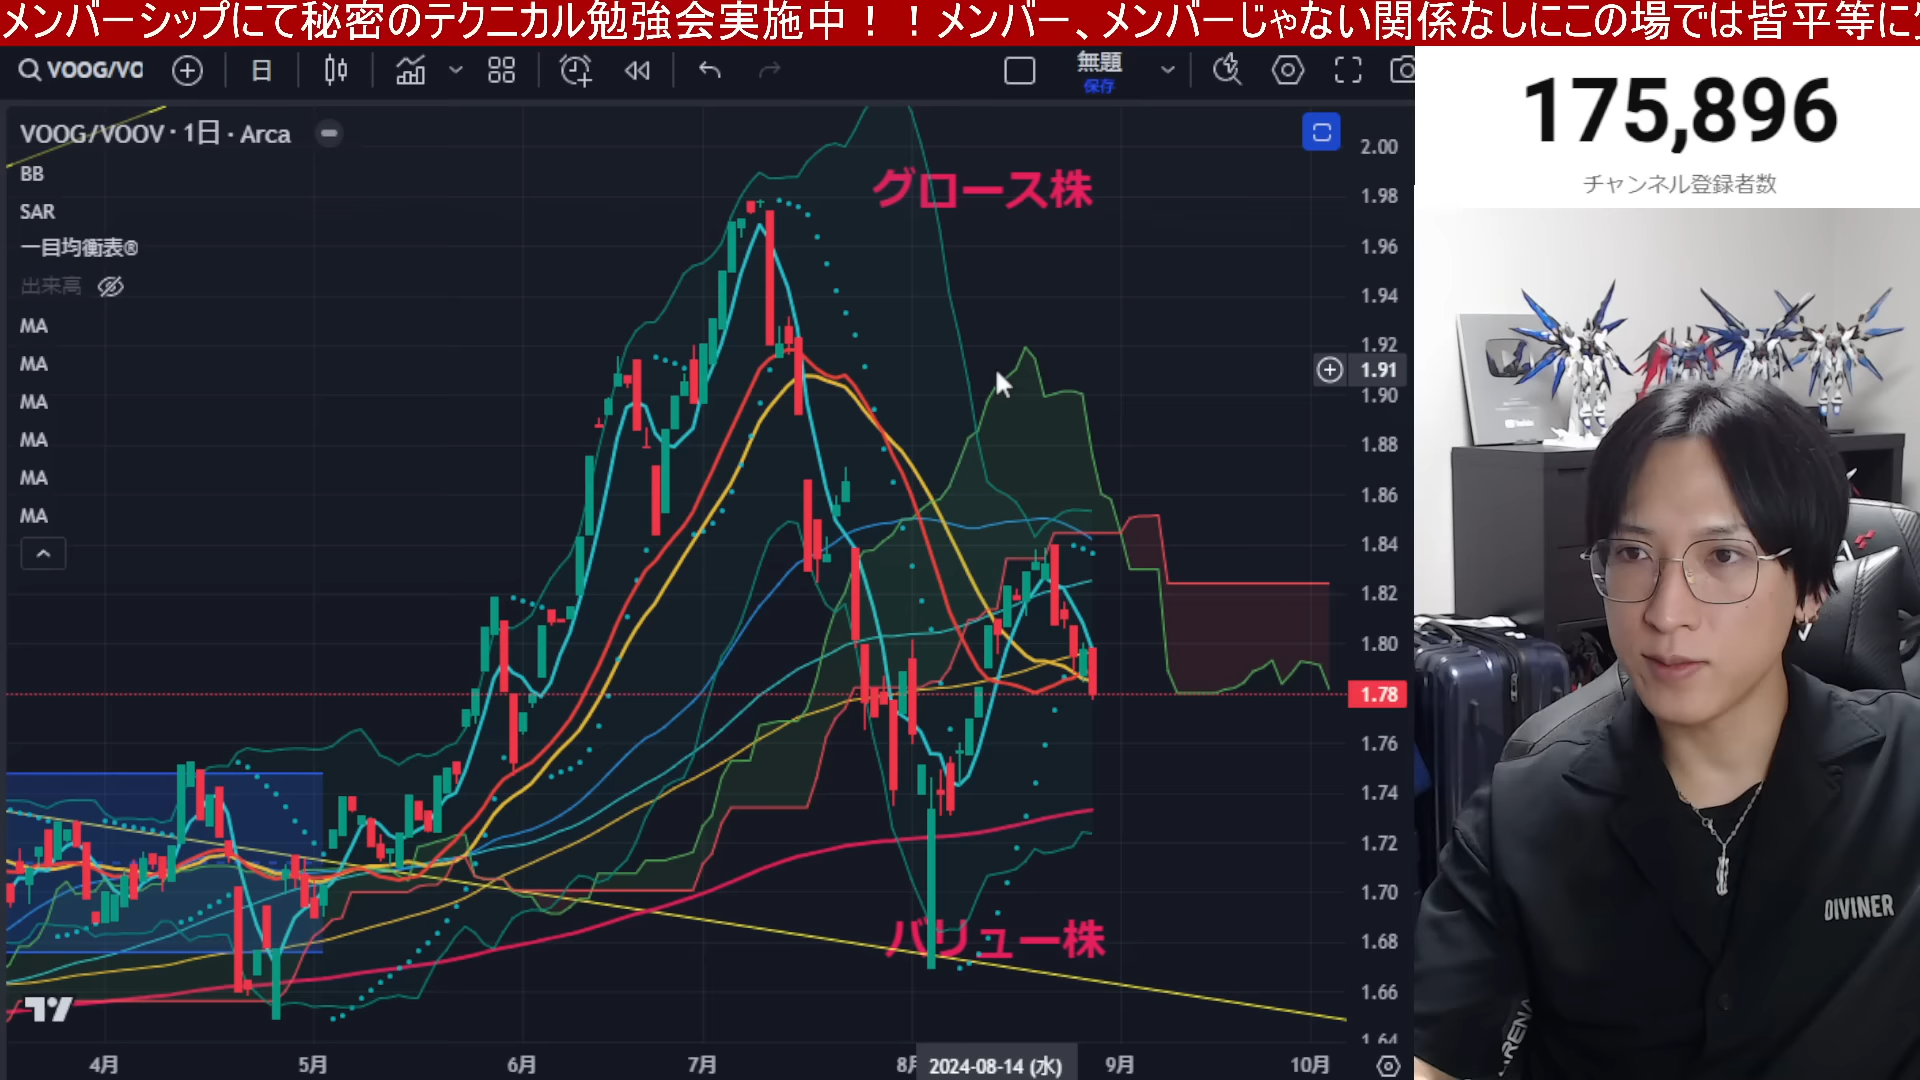 メンバーシップにて秘密のテクニカル勉強会実施中！！メンバー、メンバーじゃない関係なしにこの場では皆平等に
VOOG/VO
日
無題
保存
175,896
チャンネル登録者数
VOOG/VOOV · 1日 · Arca
BB
SAR
一目均衡表®
出来高
MA
MA
MA
MA
MA
MA
グロース株
バリュー株
2.00
1.98
1.96
1.94
1.92
1.91
1.90
1.88
1.86
1.84
1.82
1.80
1.78
1.76
1.74
1.72
1.70
1.68
1.66
1.64
4月
5月
6月
7月
8月
2024-08-14 (水)
9月
10月
DIVINER
ARENA
YouTube